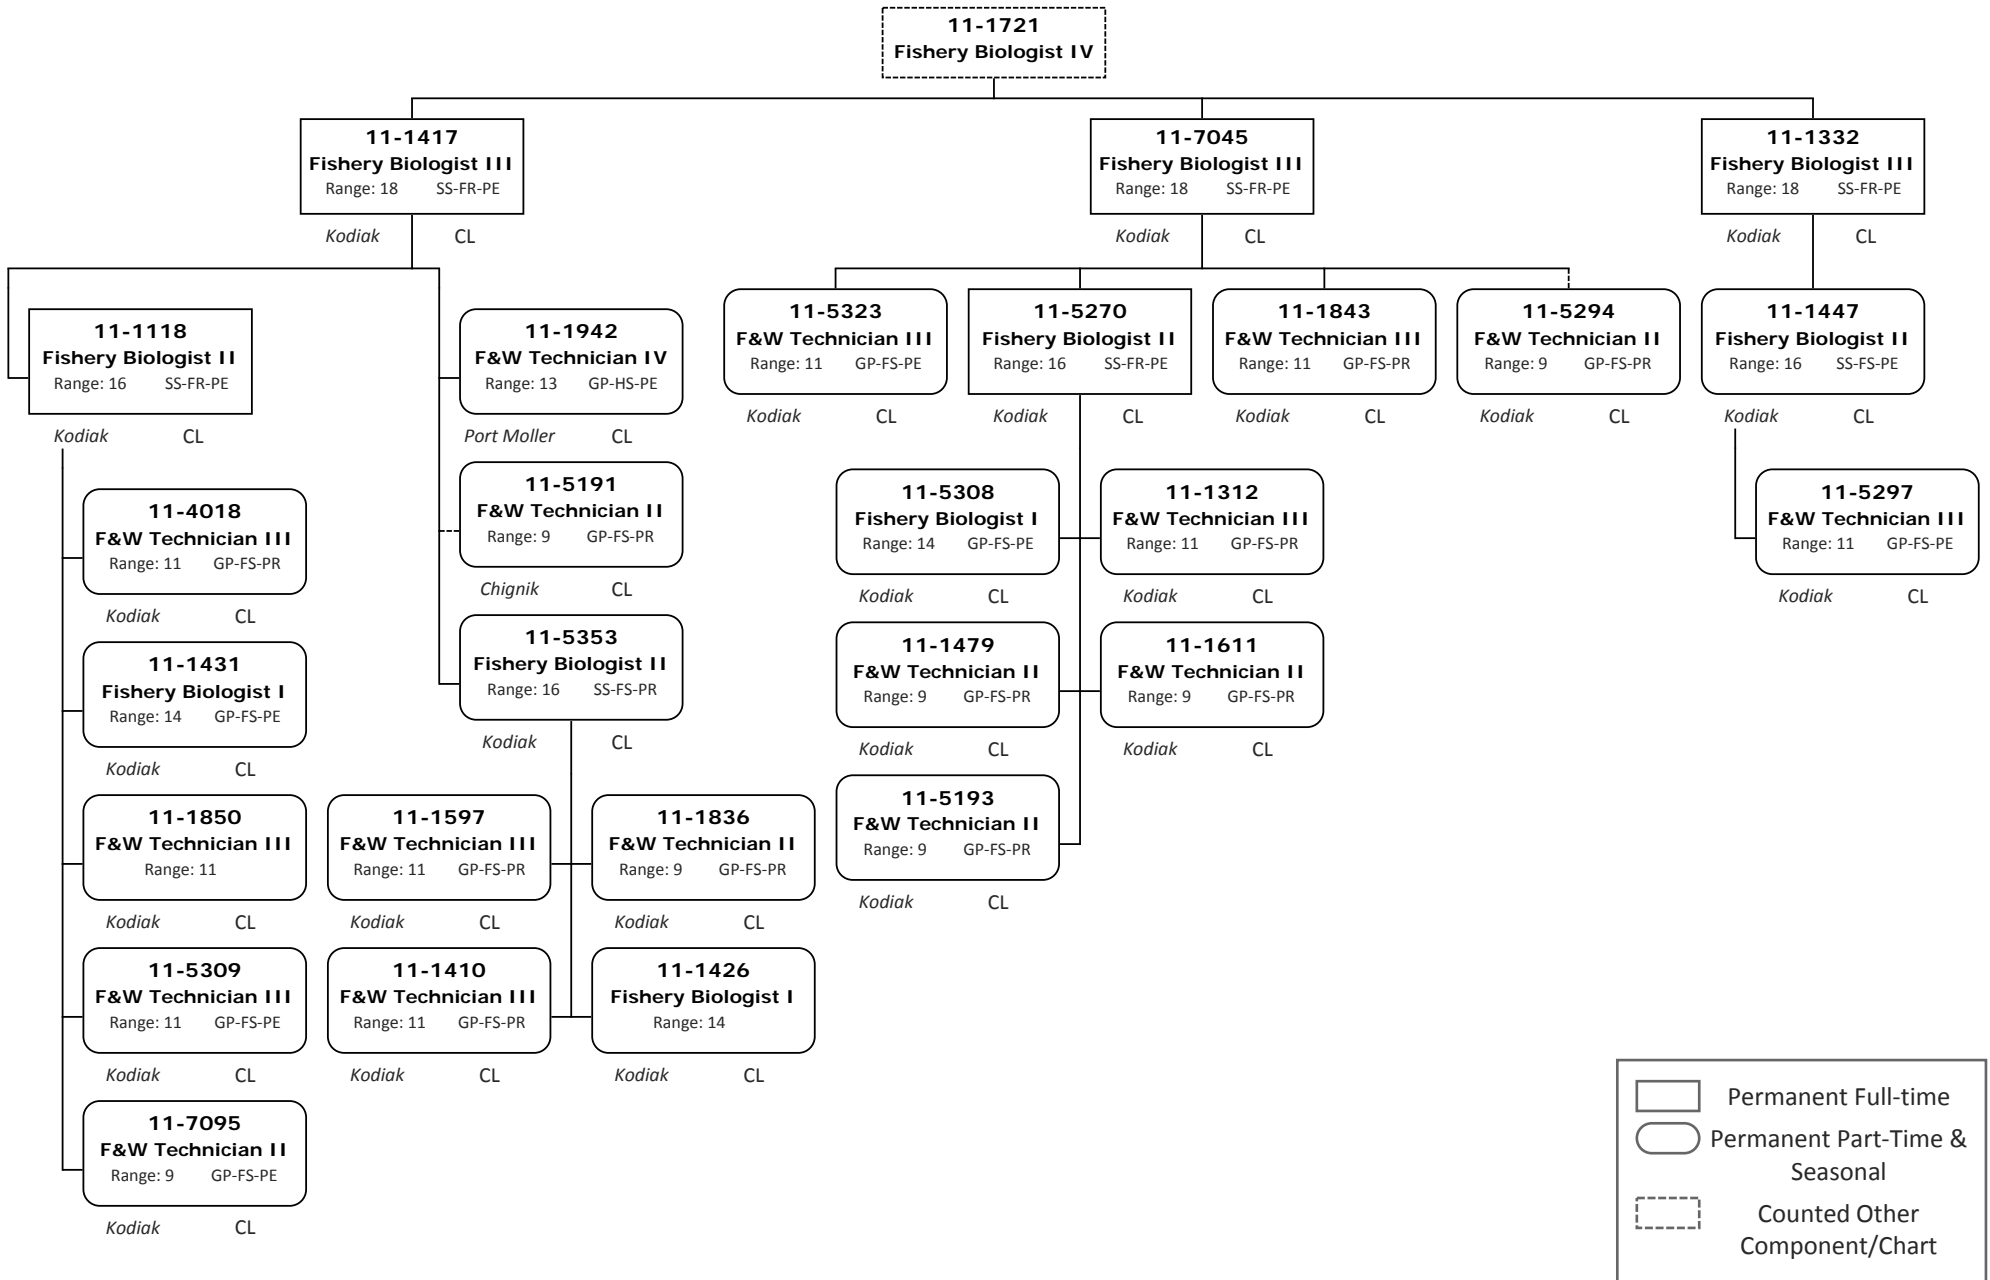 11-1721
Fishery Biologist IV
11-1417
Fishery Biologist III
Range: 18 SS-FR-PE
Kodiak CL
11-7045
Fishery Biologist III
Range: 18 SS-FR-PE
Kodiak CL
11-1332
Fishery Biologist III
Range: 18 SS-FR-PE
Kodiak CL
11-1118
Fishery Biologist II
Range: 16 SS-FR-PE
Kodiak CL
11-4018
F&W Technician III
Range: 11 GP-FS-PR
Kodiak CL
11-1431
Fishery Biologist I
Range: 14 GP-FS-PE
Kodiak CL
11-1850
F&W Technician III
Range: 11
Kodiak CL
11-5309
F&W Technician III
Range: 11 GP-FS-PE
Kodiak CL
11-7095
F&W Technician II
Range: 9 GP-FS-PE
Kodiak CL
11-1942
F&W Technician IV
Range: 13 GP-HS-PE
Port Moller CL
11-5191
F&W Technician II
Range: 9 GP-FS-PR
Chignik CL
11-5353
Fishery Biologist II
Range: 16 SS-FS-PR
Kodiak CL
11-1597
F&W Technician III
Range: 11 GP-FS-PR
Kodiak CL
11-1836
F&W Technician II
Range: 9 GP-FS-PR
Kodiak CL
11-1410
F&W Technician III
Range: 11 GP-FS-PR
Kodiak CL
11-1426
Fishery Biologist I
Range: 14
Kodiak CL
11-5323
F&W Technician III
Range: 11 GP-FS-PE
Kodiak CL
11-5270
Fishery Biologist II
Range: 16 SS-FR-PE
Kodiak CL
11-1843
F&W Technician III
Range: 11 GP-FS-PR
Kodiak CL
11-5294
F&W Technician II
Range: 9 GP-FS-PR
Kodiak CL
11-5308
Fishery Biologist I
Range: 14 GP-FS-PE
Kodiak CL
11-1312
F&W Technician III
Range: 11 GP-FS-PR
Kodiak CL
11-1479
F&W Technician II
Range: 9 GP-FS-PR
Kodiak CL
11-1611
F&W Technician II
Range: 9 GP-FS-PR
Kodiak CL
11-5193
F&W Technician II
Range: 9 GP-FS-PR
Kodiak CL
11-1447
Fishery Biologist II
Range: 16 SS-FS-PE
Kodiak CL
11-5297
F&W Technician III
Range: 11 GP-FS-PE
Kodiak CL
Permanent Full-time
Permanent Part-Time &
Seasonal
Counted Other
Component/Chart